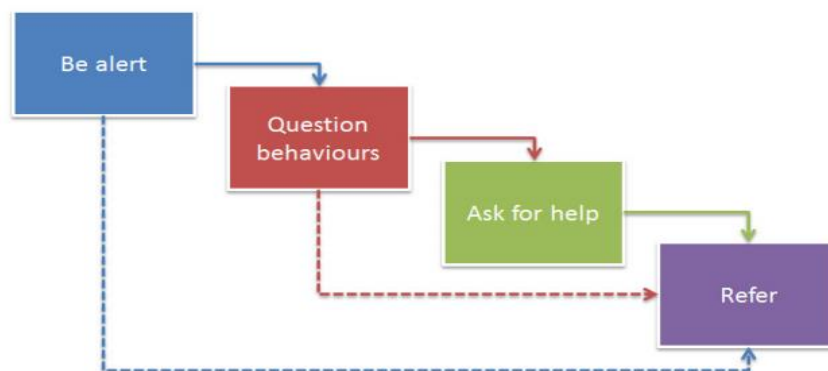 Be alert
Question
behaviours
Ask for help
Refer